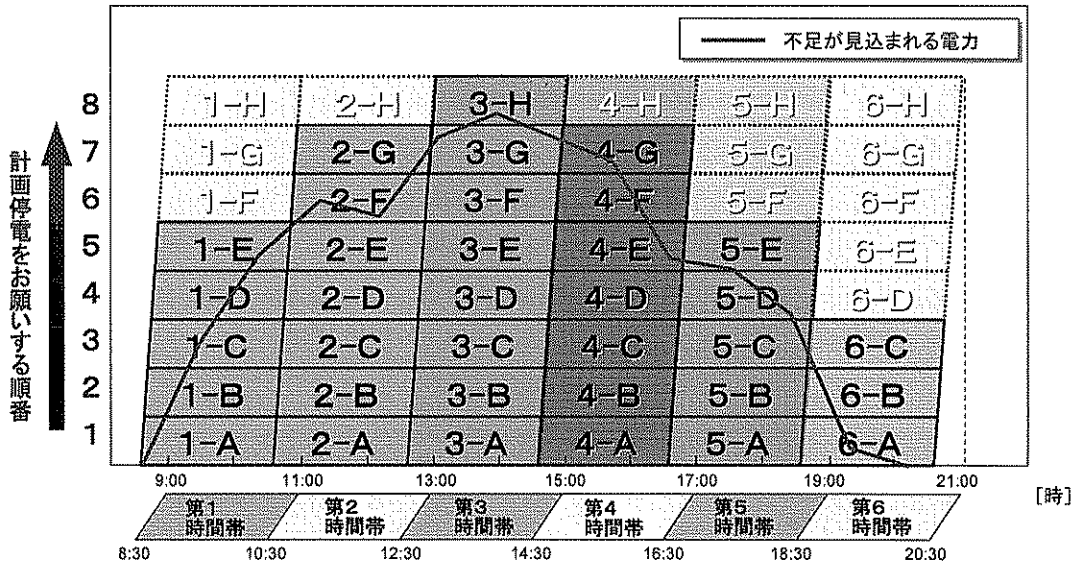 不足が見込まれる電力
計画停電をお願いする順番
8 1-H 2-H 3-H 4-H 5-H 6-H
7 1-G 2-G 3-G 4-G 5-G 6-G
6 1-F 2-F 3-F 4-F 5-F 6-F
5 1-E 2-E 3-E 4-E 5-E 6-E
4 1-D 2-D 3-D 4-D 5-D 6-D
3 1-C 2-C 3-C 4-C 5-C 6-C
2 1-B 2-B 3-B 4-B 5-B 6-B
1 1-A 2-A 3-A 4-A 5-A 6-A
9:00 11:00 13:00 15:00 17:00 19:00 21:00
[時]
第1 第2 第3 第4 第5 第6
時間帯 時間帯 時間帯 時間帯 時間帯 時間帯
8:30 10:30 12:30 14:30 16:30 18:30 20:30